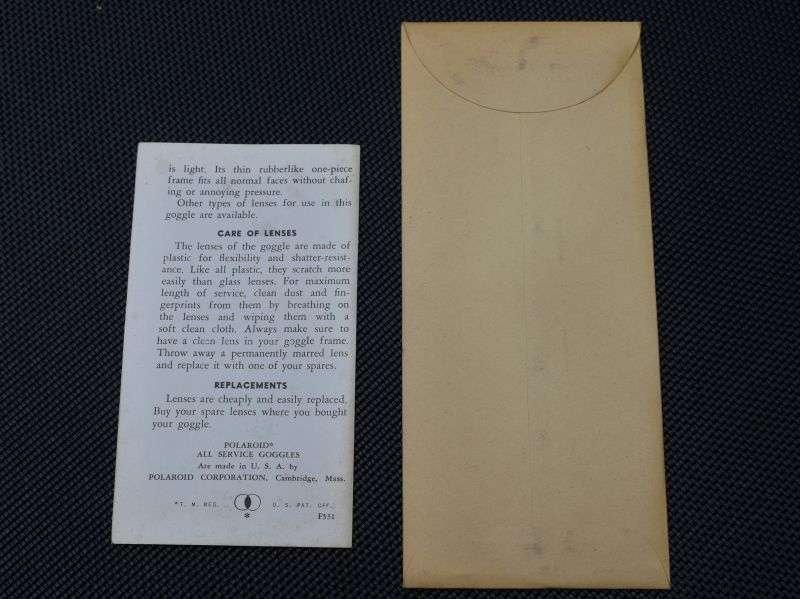 is light. Its thin rubberlike one-piece
frame fits all normal faces without chaf-
ing or annoying pressure.
Other types of lenses for use in this
goggle are available.
CARE OF LENSES
The lenses of the goggle are made of
plastic for flexibility and shatter-resist-
ance. Like all plastic, they scratch more
easily than glass lenses. For maximum
length of service, clean dust and fin-
gerprints from them by breathing on
the lenses and wiping them with a
soft clean cloth. Always make sure to
have a clean lens in your goggle frame.
Throw away a permanently marred lens
and replace it with one of your spares.
REPLACEMENTS
Lenses are cheaply and easily replaced.
Buy your spare lenses where you bought
your goggle.
POLAROID*
ALL SERVICE GOGGLES
Are made in U. S. A. by
POLAROID CORPORATION, Cambridge, Mass.
*T. M. REG. U. S. PAT. OFF.
*
F551